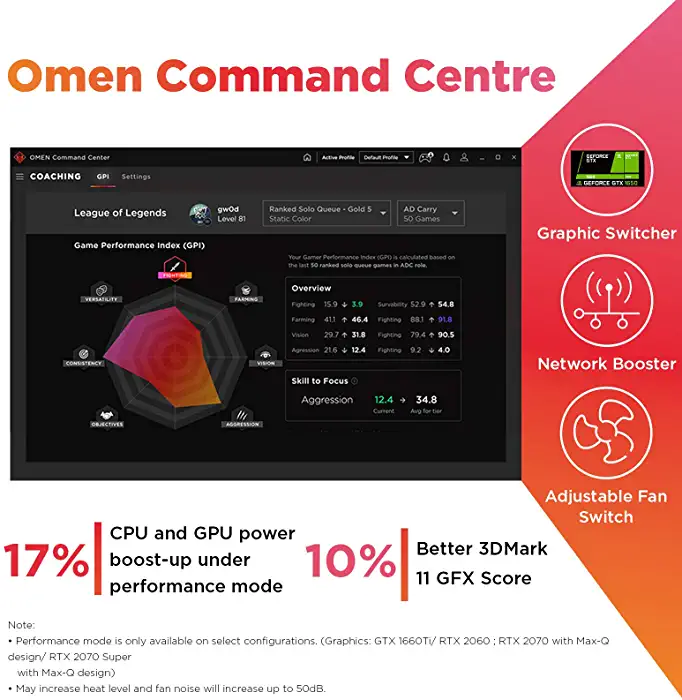 Omen Command Centre
OMEN Command Center
Active Profile
Default Profile
COACHING
GPI
Settings
League of Legends
gw0d
Level 81
Ranked Solo Queue - Gold 5
Static Color
AD Carry
50 Games
Game Performance Index (GPI)
FIGHTING
VERSATILITY
FARMING
CONSISTENCY
VISION
OBJECTIVES
AGGRESSION
Your Gamer Performance Index (GPI) is calculated based on
the last 50 ranked solo queue games in ADC role.
Overview
Fighting 15.9 ↓ 3.9 Survability 52.9 ↑ 54.8
Farming 41.1 ↑ 46.4 Fighting 88.1 ↑ 91.8
Vision 29.7 ↑ 31.8 Fighting 79.4 ↑ 90.5
Agression 21.6 ↓ 12.4 Fighting 9.2 ↓ 4.0
Skill to Focus
Aggression 12.4 → 34.8
Current Avg for tier
GEFORCE
GTX
GEFORCE GTX 1650
Graphic Switcher
Network Booster
Adjustable Fan
Switch
17%
CPU and GPU power
boost-up under
performance mode
10%
Better 3DMark
11 GFX Score
Note:
• Performance mode is only available on select configurations. (Graphics: GTX 1660Ti/ RTX 2060 ; RTX 2070 with Max-Q
design/ RTX 2070 Super
with Max-Q design)
• May increase heat level and fan noise will increase up to 50dB.